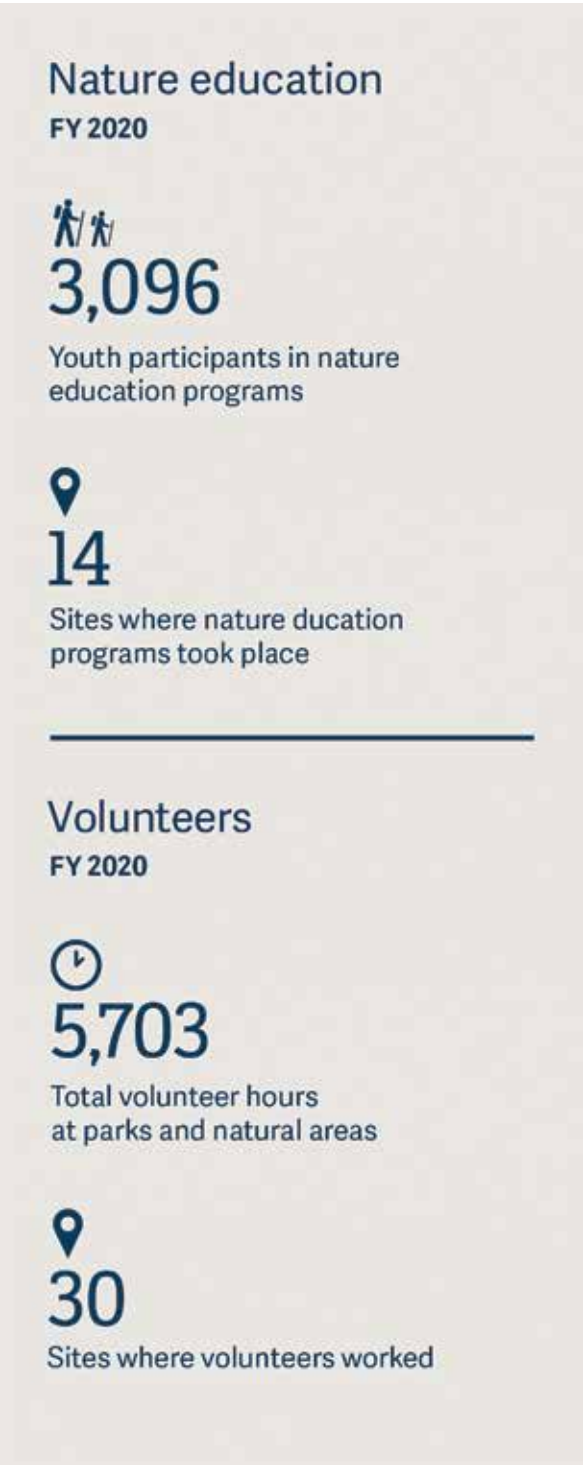 Nature education
FY 2020
3,096
Youth participants in nature
education programs
14
Sites where nature ducation
programs took place
Volunteers
FY 2020
5,703
Total volunteer hours
at parks and natural areas
30
Sites where volunteers worked